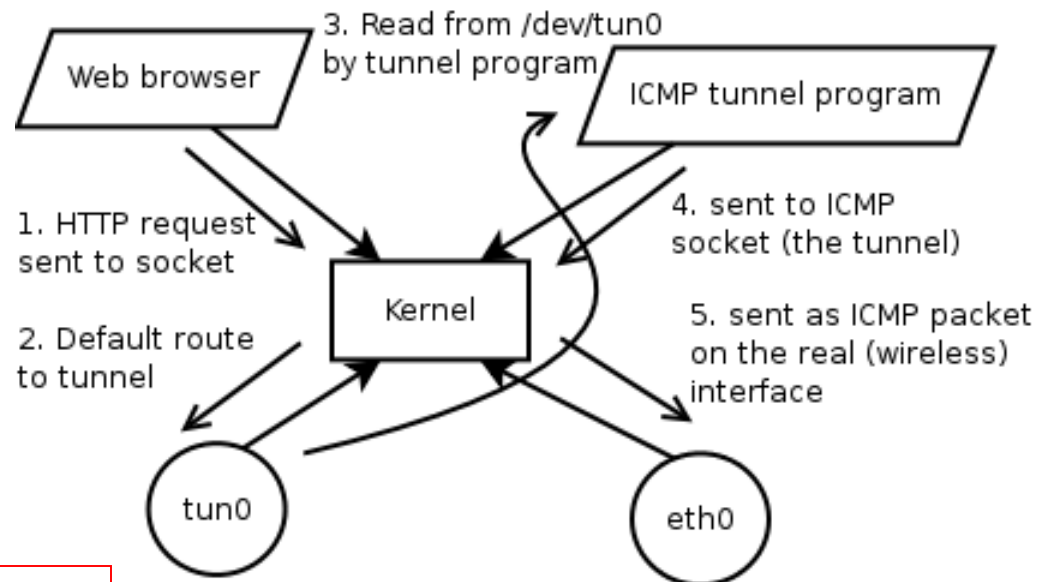 3. Read from /dev/tun0
by tunnel program
Web browser
ICMP tunnel program
1. HTTP request
sent to socket
4. sent to ICMP
socket (the tunnel)
Kernel
2. Default route
to tunnel
5. sent as ICMP packet
on the real (wireless)
interface
tun0
eth0